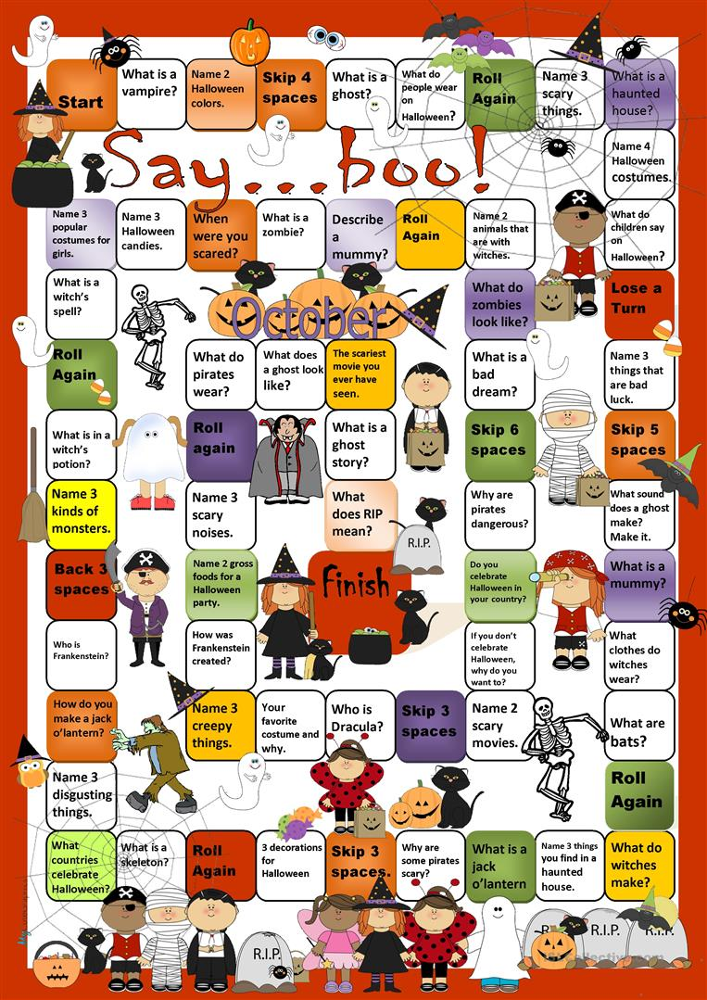 Start
What is a
vampire?
Name 2
Halloween
colors.
Skip 4
spaces
What is a
ghost?
What do
people wear
on
Halloween?
Roll
Again
Name 3
scary
things.
What is a
haunted
house?
Say...boo!
Name 4
Halloween
costumes.
What do
children say
on
Halloween?
Lose a
Turn
Name 3
things that
are bad
luck.
Skip 5
spaces
What sound
does a ghost
make?
Make it.
What is a
mummy?
What
clothes do
witches
wear?
What are
bats?
Roll
Again
What do
witches
make?
Name 3 things
you find in a
haunted
house.
What is a
jack
o'lantern
Why are
some pirates
scary?
Skip 3
spaces.
3 decorations
for
Halloween
Roll
Again
What is a
skeleton?
What
countries
celebrate
Halloween?
Name 3
disgusting
things.
How do you
make a jack
o'lantern?
Who is
Frankenstein?
Back 3
spaces
Name 3
kinds of
monsters.
What is in a
witch's
potion?
Roll
Again
What is a
witch's
spell?
Name 3
popular
costumes for
girls.
Name 3
Halloween
candies.
When
were you
scared?
What is a
zombie?
Describe
a
mummy?
Roll
Again
Name 2
animals that
are with
witches.
What do
zombies
look like?
October
What is a
bad
dream?
Skip 6
spaces
Why are
pirates
dangerous?
Do you
celebrate
Halloween in
your country?
If you don't
celebrate
Halloween,
why do you
want to?
Name 2
scary
movies.
Skip 3
spaces
Who is
Dracula?
Your
favorite
costume and
why.
Name 3
creepy
things.
How was
Frankenstein
created?
Name 2 gross
foods for a
Halloween
party.
Name 3
scary
noises.
Roll
again
What do
pirates
wear?
What does
a ghost look
like?
The scariest
movie you
ever have
seen.
What is a
ghost
story?
What
does RIP
mean?
R.I.P.
Finish
R.I.P.
R.I.P.